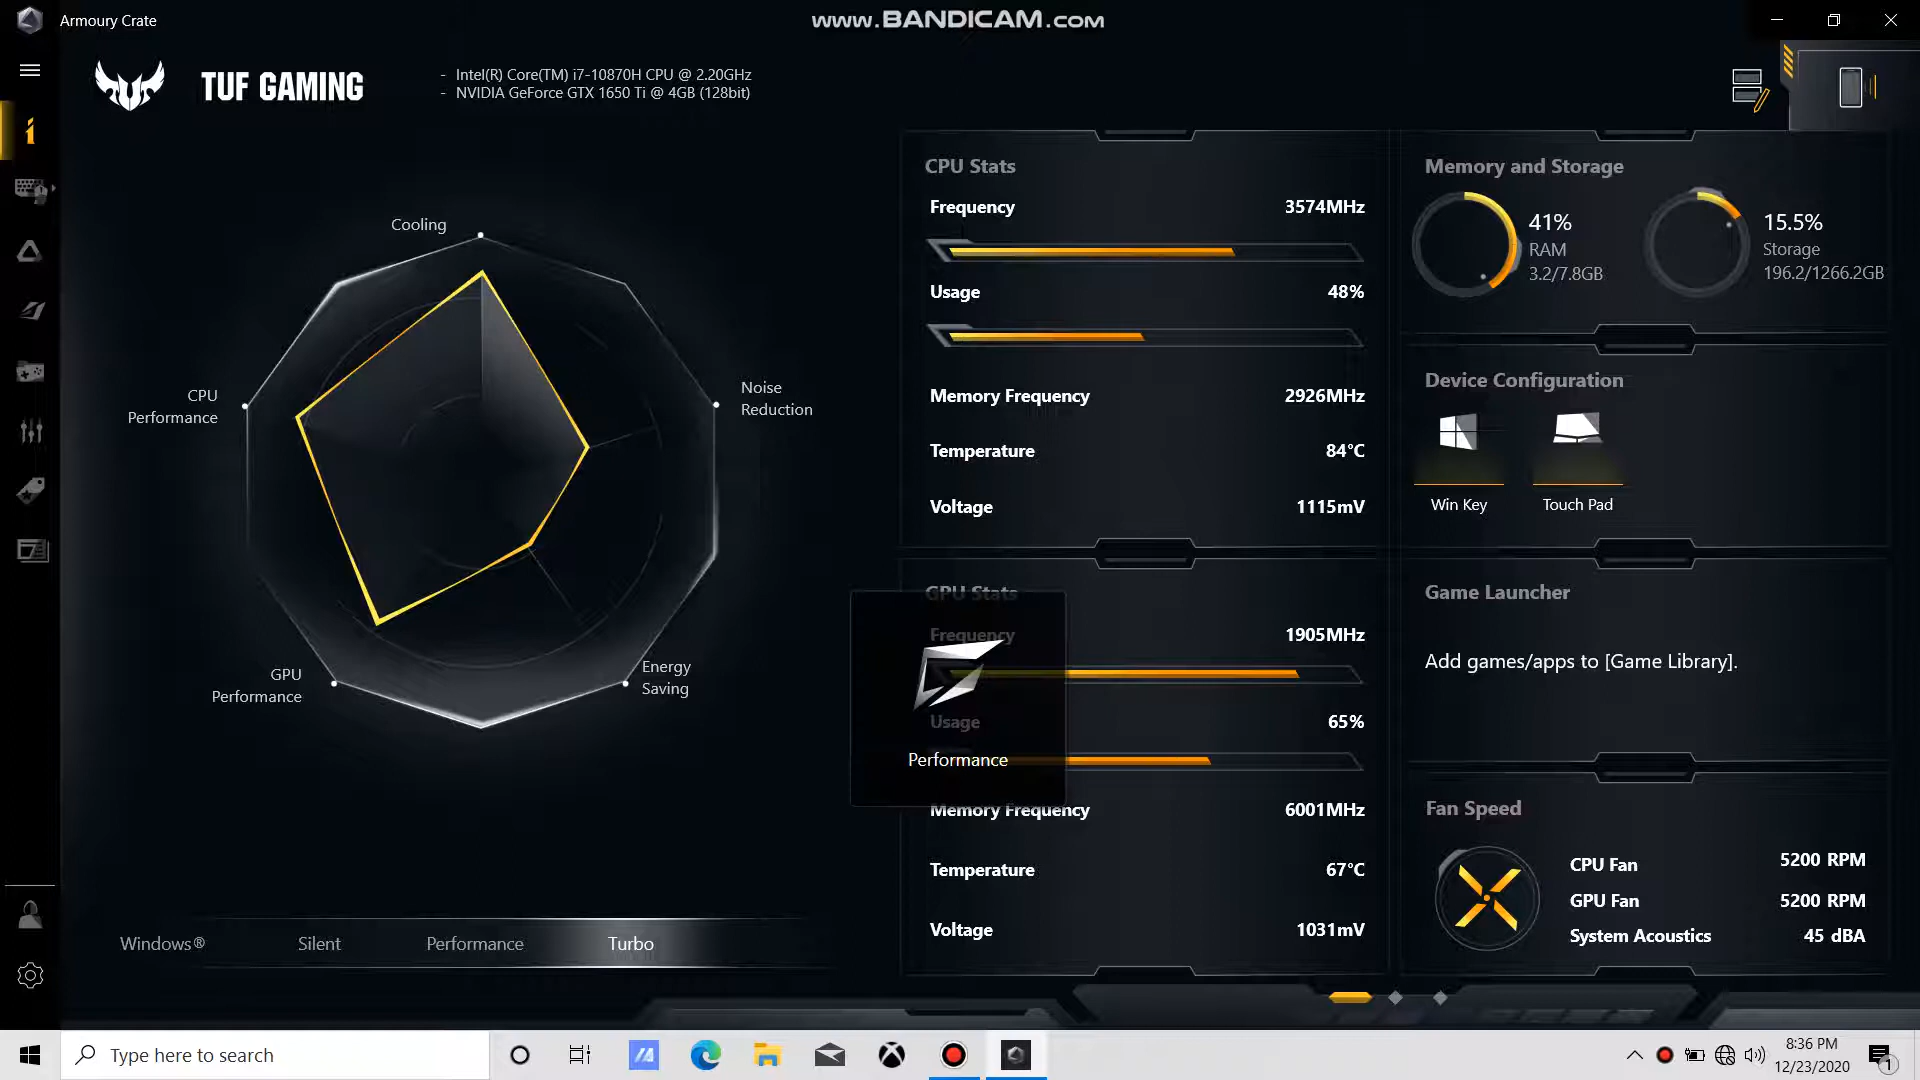 Armoury Crate
www.BANDICAM.com
TUF GAMING
- Intel(R) Core(TM) i7-10870H CPU @ 2.20GHz
- NVIDIA GeForce GTX 1650 Ti @ 4GB (128bit)
Cooling
CPU
Performance
Noise
Reduction
GPU
Performance
Energy
Saving
Windows®
Silent
Performance
Turbo
CPU Stats
Frequency 3574MHz
Usage 48%
Memory Frequency 2926MHz
Temperature 84°C
Voltage 1115mV
GPU Stats
Frequency 1905MHz
Usage 65%
Performance
Memory Frequency 6001MHz
Temperature 67°C
Voltage 1031mV
Memory and Storage
41%
RAM
3.2/7.8GB
15.5%
Storage
196.2/1266.2GB
Device Configuration
Win Key
Touch Pad
Game Launcher
Add games/apps to [Game Library].
Fan Speed
CPU Fan 5200 RPM
GPU Fan 5200 RPM
System Acoustics 45 dBA
Type here to search
8:36 PM
12/23/2020
1